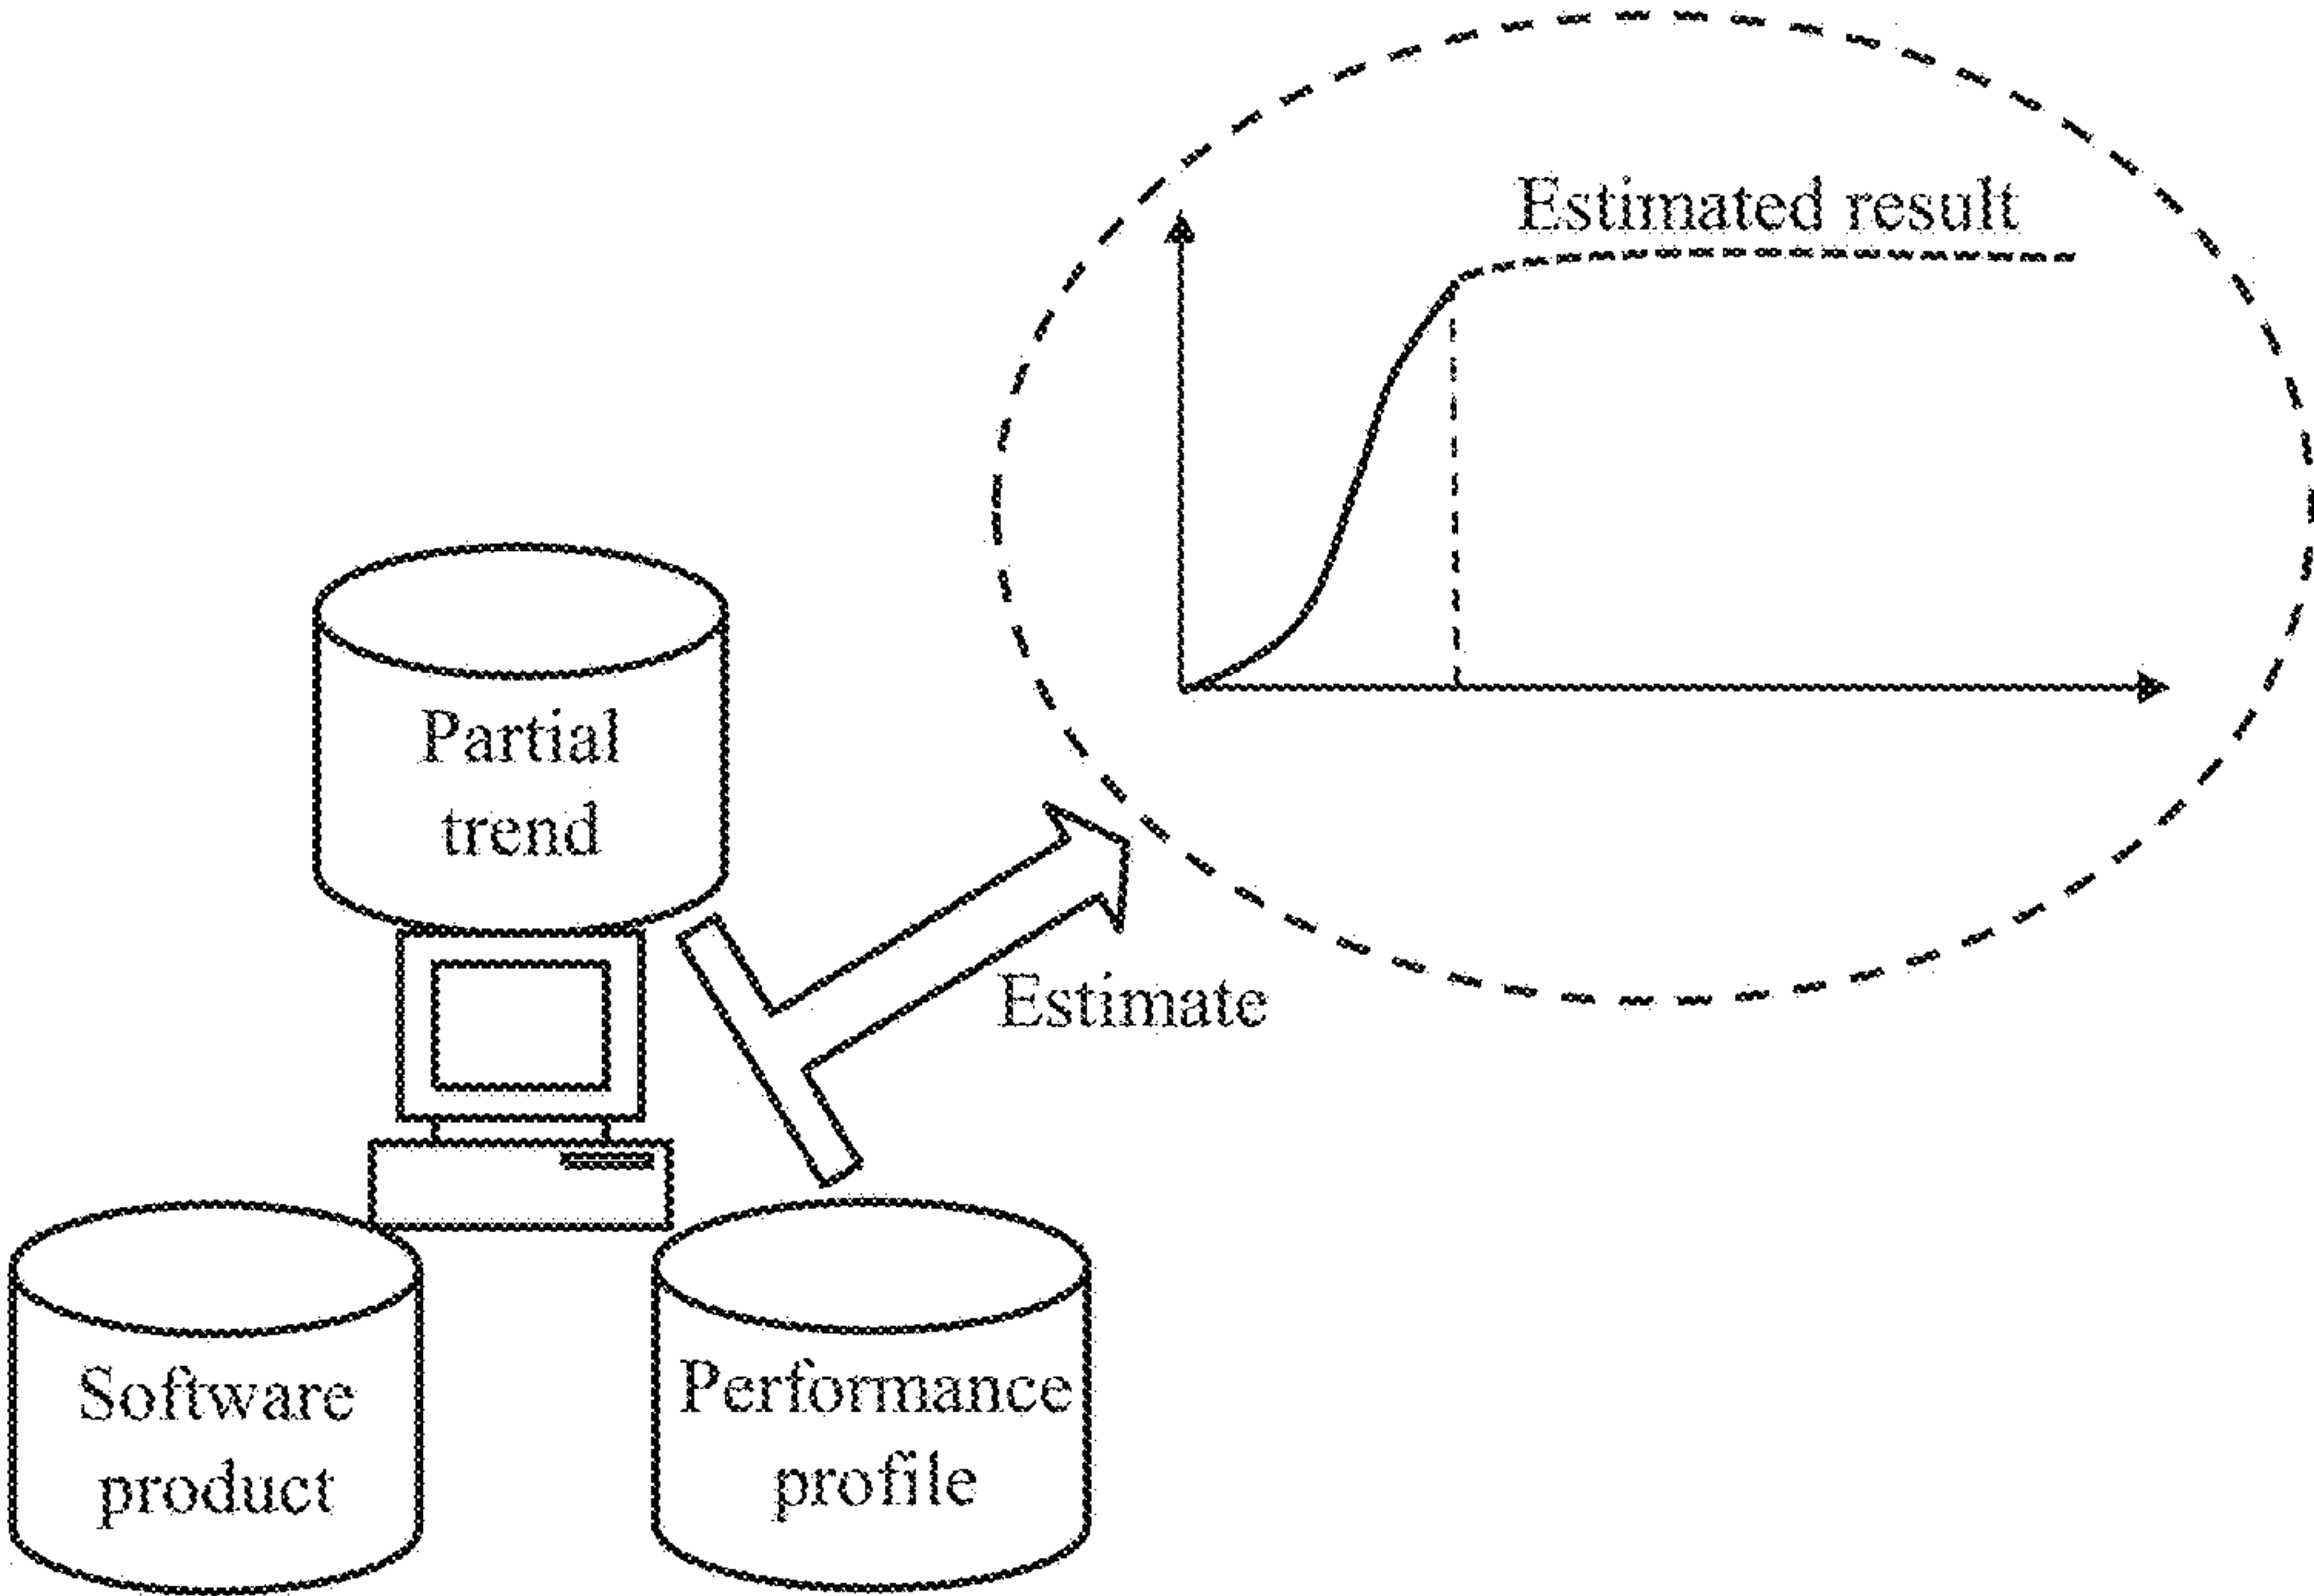 Estimated result
Partial
trend
Estimate
Software
product
Performance
profile